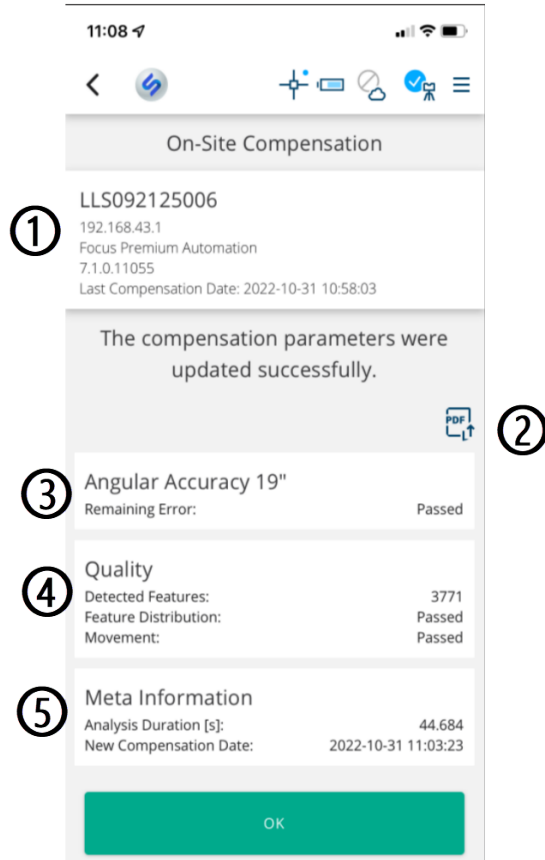 11:08
On-Site Compensation
① LLS092125006
192.168.43.1
Focus Premium Automation
7.1.0.11055
Last Compensation Date: 2022-10-31 10:58:03
The compensation parameters were
updated successfully.
PDF ②
③ Angular Accuracy 19"
Remaining Error: Passed
④ Quality
Detected Features: 3771
Feature Distribution: Passed
Movement: Passed
⑤ Meta Information
Analysis Duration [s]: 44.684
New Compensation Date: 2022-10-31 11:03:23
OK